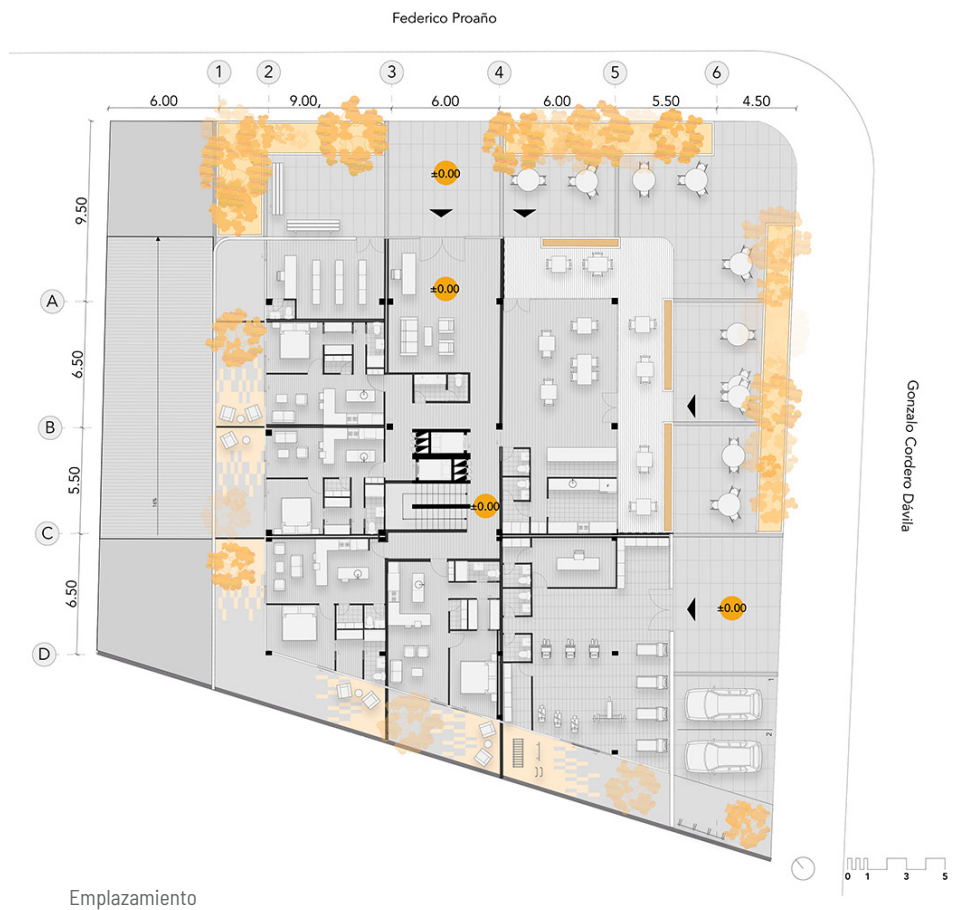 Federico Proaño
1 2 3 4 5 6
6.00 9.00, 6.00 6.00 5.50 4.50
9.50
±0.00
±0.00
A
6.50
B
Gonzalo Cordero Dávila
5.50
±0.00
C
6.50
±0.00
D
1
2
0 1 3 5
Emplazamiento